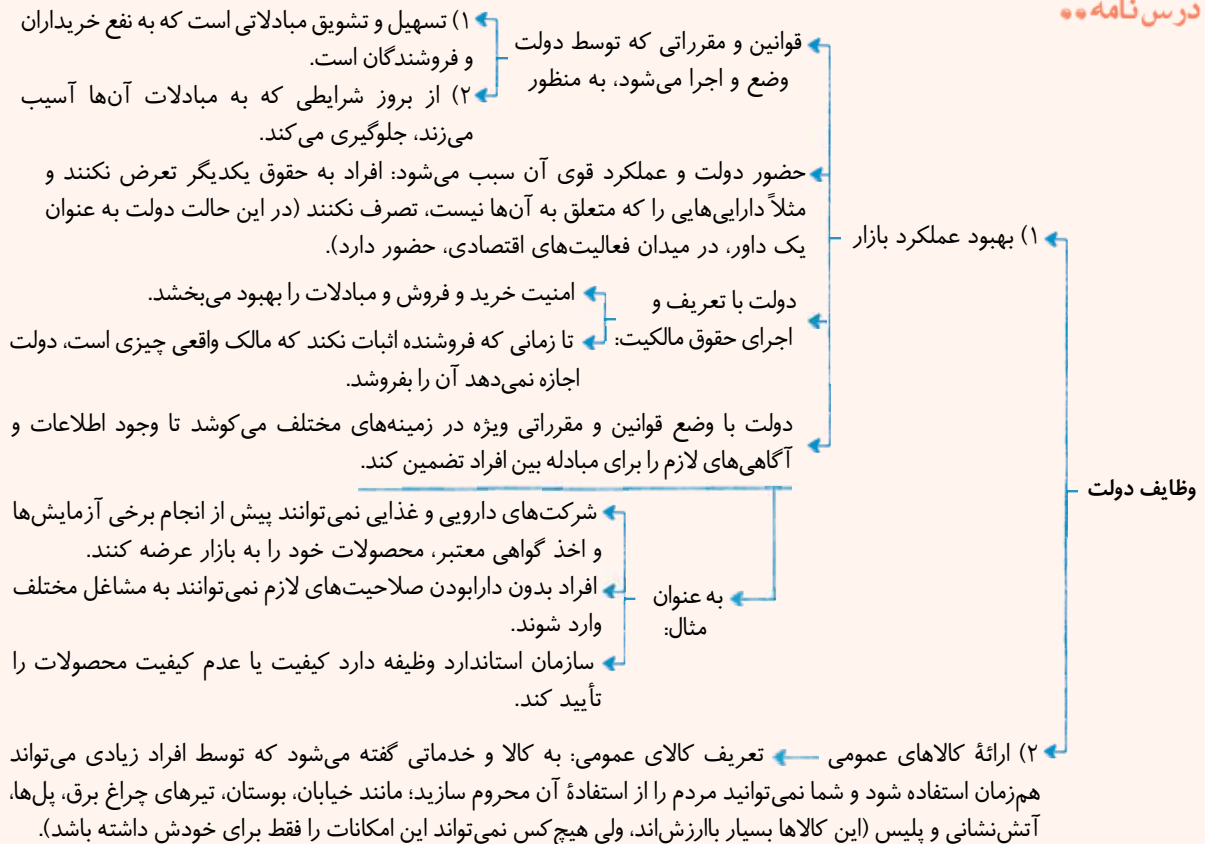 درس‌نامه••
وظایف دولت
۱) بهبود عملکرد بازار
قوانین و مقرراتی که توسط دولت
وضع و اجرا می‌شود، به منظور
۱) تسهیل و تشویق مبادلاتی است که به نفع خریداران
و فروشندگان است.
۲) از بروز شرایطی که به مبادلات آن‌ها آسیب
می‌زند، جلوگیری می‌کند.
حضور دولت و عملکرد قوی آن سبب می‌شود: افراد به حقوق یکدیگر تعرض نکنند و
مثلاً دارایی‌هایی را که متعلق به آن‌ها نیست، تصرف نکنند (در این حالت دولت به عنوان
یک داور، در میدان فعالیت‌های اقتصادی، حضور دارد).
دولت با تعریف و
اجرای حقوق مالکیت:
امنیت خرید و فروش و مبادلات را بهبود می‌بخشد.
تا زمانی که فروشنده اثبات نکند که مالک واقعی چیزی است، دولت
اجازه نمی‌دهد آن را بفروشد.
دولت با وضع قوانین و مقرراتی ویژه در زمینه‌های مختلف می‌کوشد تا وجود اطلاعات و
آگاهی‌های لازم را برای مبادله بین افراد تضمین کند.
به عنوان
مثال:
شرکت‌های دارویی و غذایی نمی‌توانند پیش از انجام برخی آزمایش‌ها
و اخذ گواهی معتبر، محصولات خود را به بازار عرضه کنند.
افراد بدون دارابودن صلاحیت‌های لازم نمی‌توانند به مشاغل مختلف
وارد شوند.
سازمان استاندارد وظیفه دارد کیفیت یا عدم کیفیت محصولات را
تأیید کند.
۲) ارائهٔ کالاهای عمومی تعریف کالای عمومی: به کالا و خدماتی گفته می‌شود که توسط افراد زیادی می‌تواند
هم‌زمان استفاده شود و شما نمی‌توانید مردم را از استفادهٔ آن محروم سازید؛ مانند خیابان، بوستان، تیرهای چراغ برق، پل‌ها،
آتش‌نشانی و پلیس (این کالاها بسیار باارزش‌اند، ولی هیچ‌کس نمی‌تواند این امکانات را فقط برای خودش داشته باشد).